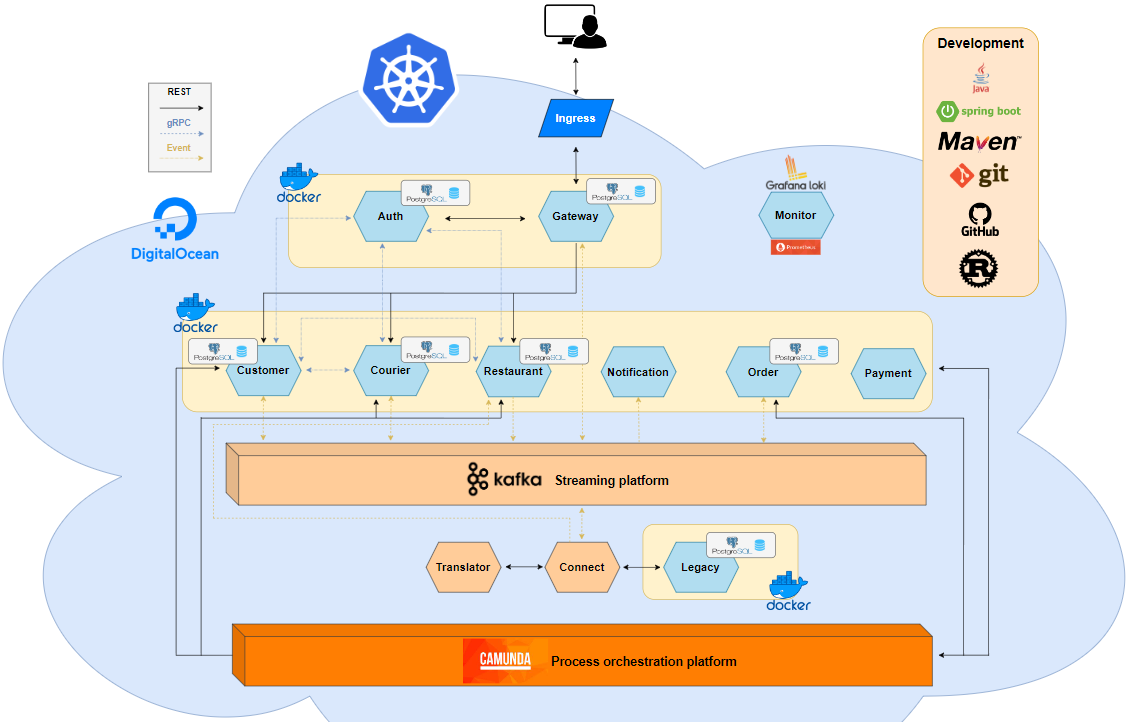 Development
Java
spring boot
Maven™
git
GitHub
R
REST
gRPC
Event
Ingress
docker
PostgreSQL
PostgreSQL
Auth
Gateway
Grafana loki
Monitor
Prometheus
DigitalOcean
docker
PostgreSQL
PostgreSQL
PostgreSQL
PostgreSQL
Customer
Courier
Restaurant
Notification
Order
Payment
kafka Streaming platform
PostgreSQL
Translator
Connect
Legacy
docker
CAMUNDA Process orchestration platform